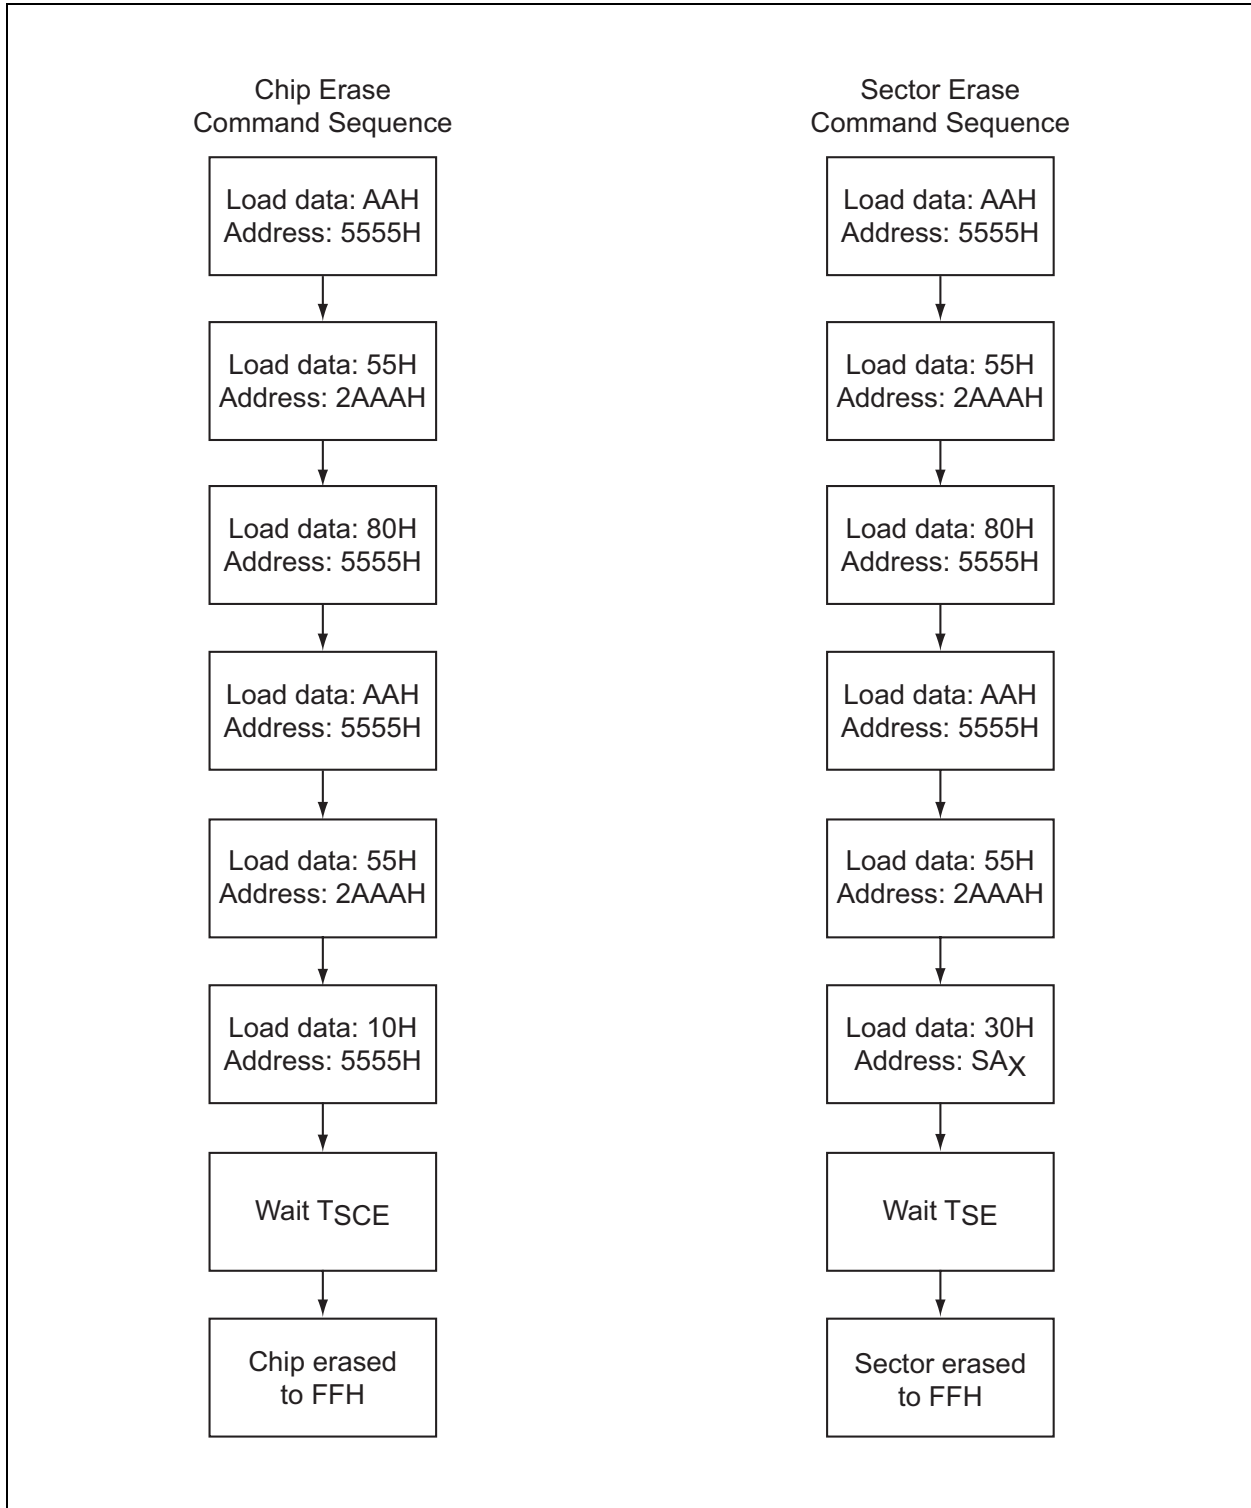 Chip Erase
Command Sequence
Load data: AAH
Address: 5555H
Load data: 55H
Address: 2AAAH
Load data: 80H
Address: 5555H
Load data: AAH
Address: 5555H
Load data: 55H
Address: 2AAAH
Load data: 10H
Address: 5555H
Wait TSCE
Chip erased
to FFH
Sector Erase
Command Sequence
Load data: AAH
Address: 5555H
Load data: 55H
Address: 2AAAH
Load data: 80H
Address: 5555H
Load data: AAH
Address: 5555H
Load data: 55H
Address: 2AAAH
Load data: 30H
Address: SAX
Wait TSE
Sector erased
to FFH